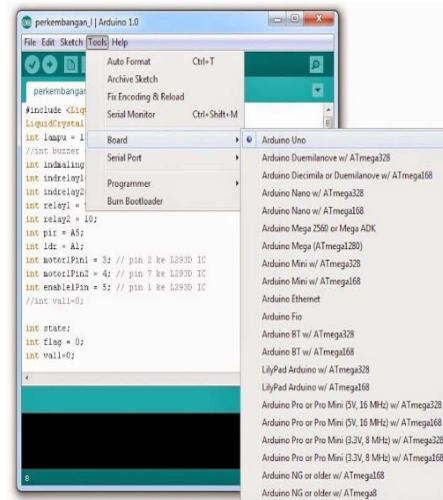 perkembangan_l | Arduino 1.0
File Edit Sketch Tools Help
Auto Format Ctrl+T
Archive Sketch
Fix Encoding & Reload
Serial Monitor Ctrl+Shift+M
Board
Serial Port
Programmer
Burn Bootloader
Arduino Uno
Arduino Duemilanove w/ ATmega328
Arduino Diecimila or Duemilanove w/ ATmega168
Arduino Nano w/ ATmega328
Arduino Nano w/ ATmega168
Arduino Mega 2560 or Mega ADK
Arduino Mega (ATmega1280)
Arduino Mini w/ ATmega328
Arduino Mini w/ ATmega168
Arduino Ethernet
Arduino Fio
Arduino BT w/ ATmega328
Arduino BT w/ ATmega168
LilyPad Arduino w/ ATmega328
LilyPad Arduino w/ ATmega168
Arduino Pro or Pro Mini (5V, 16 MHz) w/ ATmega328
Arduino Pro or Pro Mini (5V, 16 MHz) w/ ATmega168
Arduino Pro or Pro Mini (3.3V, 8 MHz) w/ ATmega328
Arduino Pro or Pro Mini (3.3V, 8 MHz) w/ ATmega168
Arduino NG or older w/ ATmega168
Arduino NG or older w/ ATmega8
perkembangan
#include <Liq
LiquidCrystal
int lampu = 1
//int buzzer
int indmaling
int indrelay1
int indrelay2
int relay1 =
int relay2 = 10;
int pir = A5;
int ldr = A1;
int motor1Pin1 = 3; // pin 2 ke L293D IC
int motor1Pin2 = 4; // pin 7 ke L293D IC
int enable1Pin = 5; // pin 1 ke L293D IC
//int vall=0;
int state;
int flag = 0;
int vall=0;
8